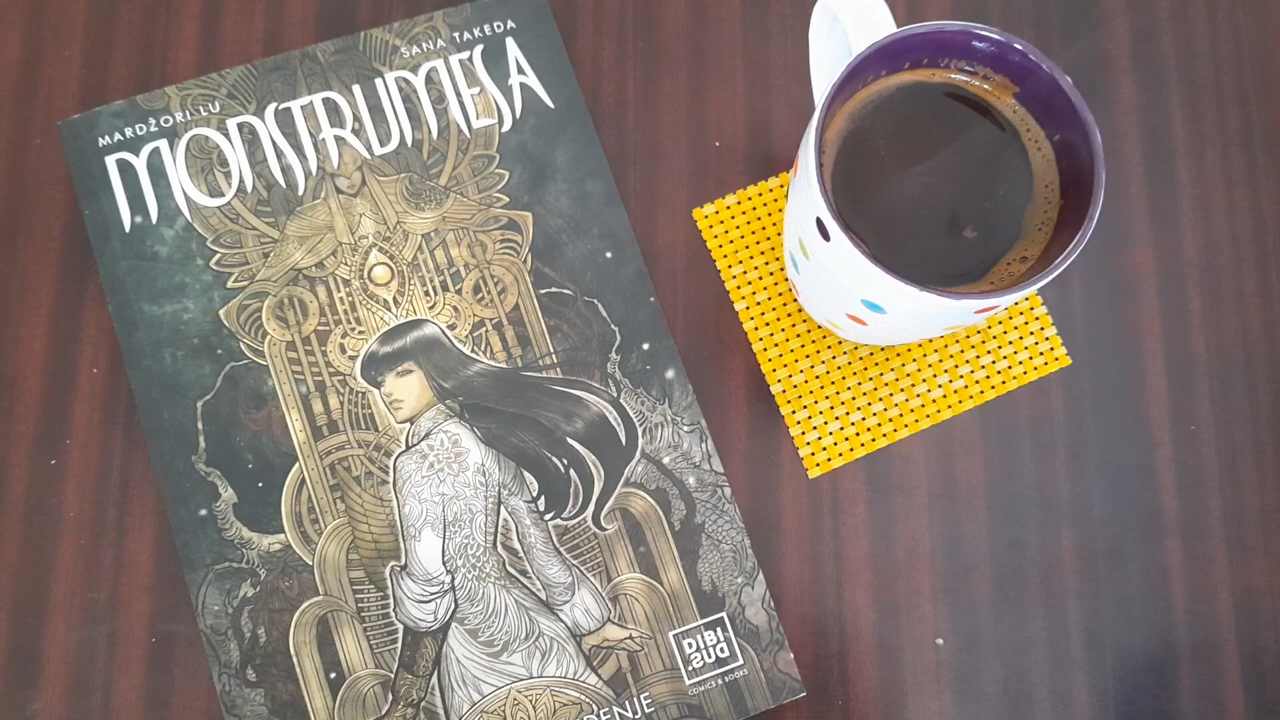 MARDŽORI LU
SANA TAKEDA
MONSTRUMESA
DIBI
DUS.
COMICS & BOOKS